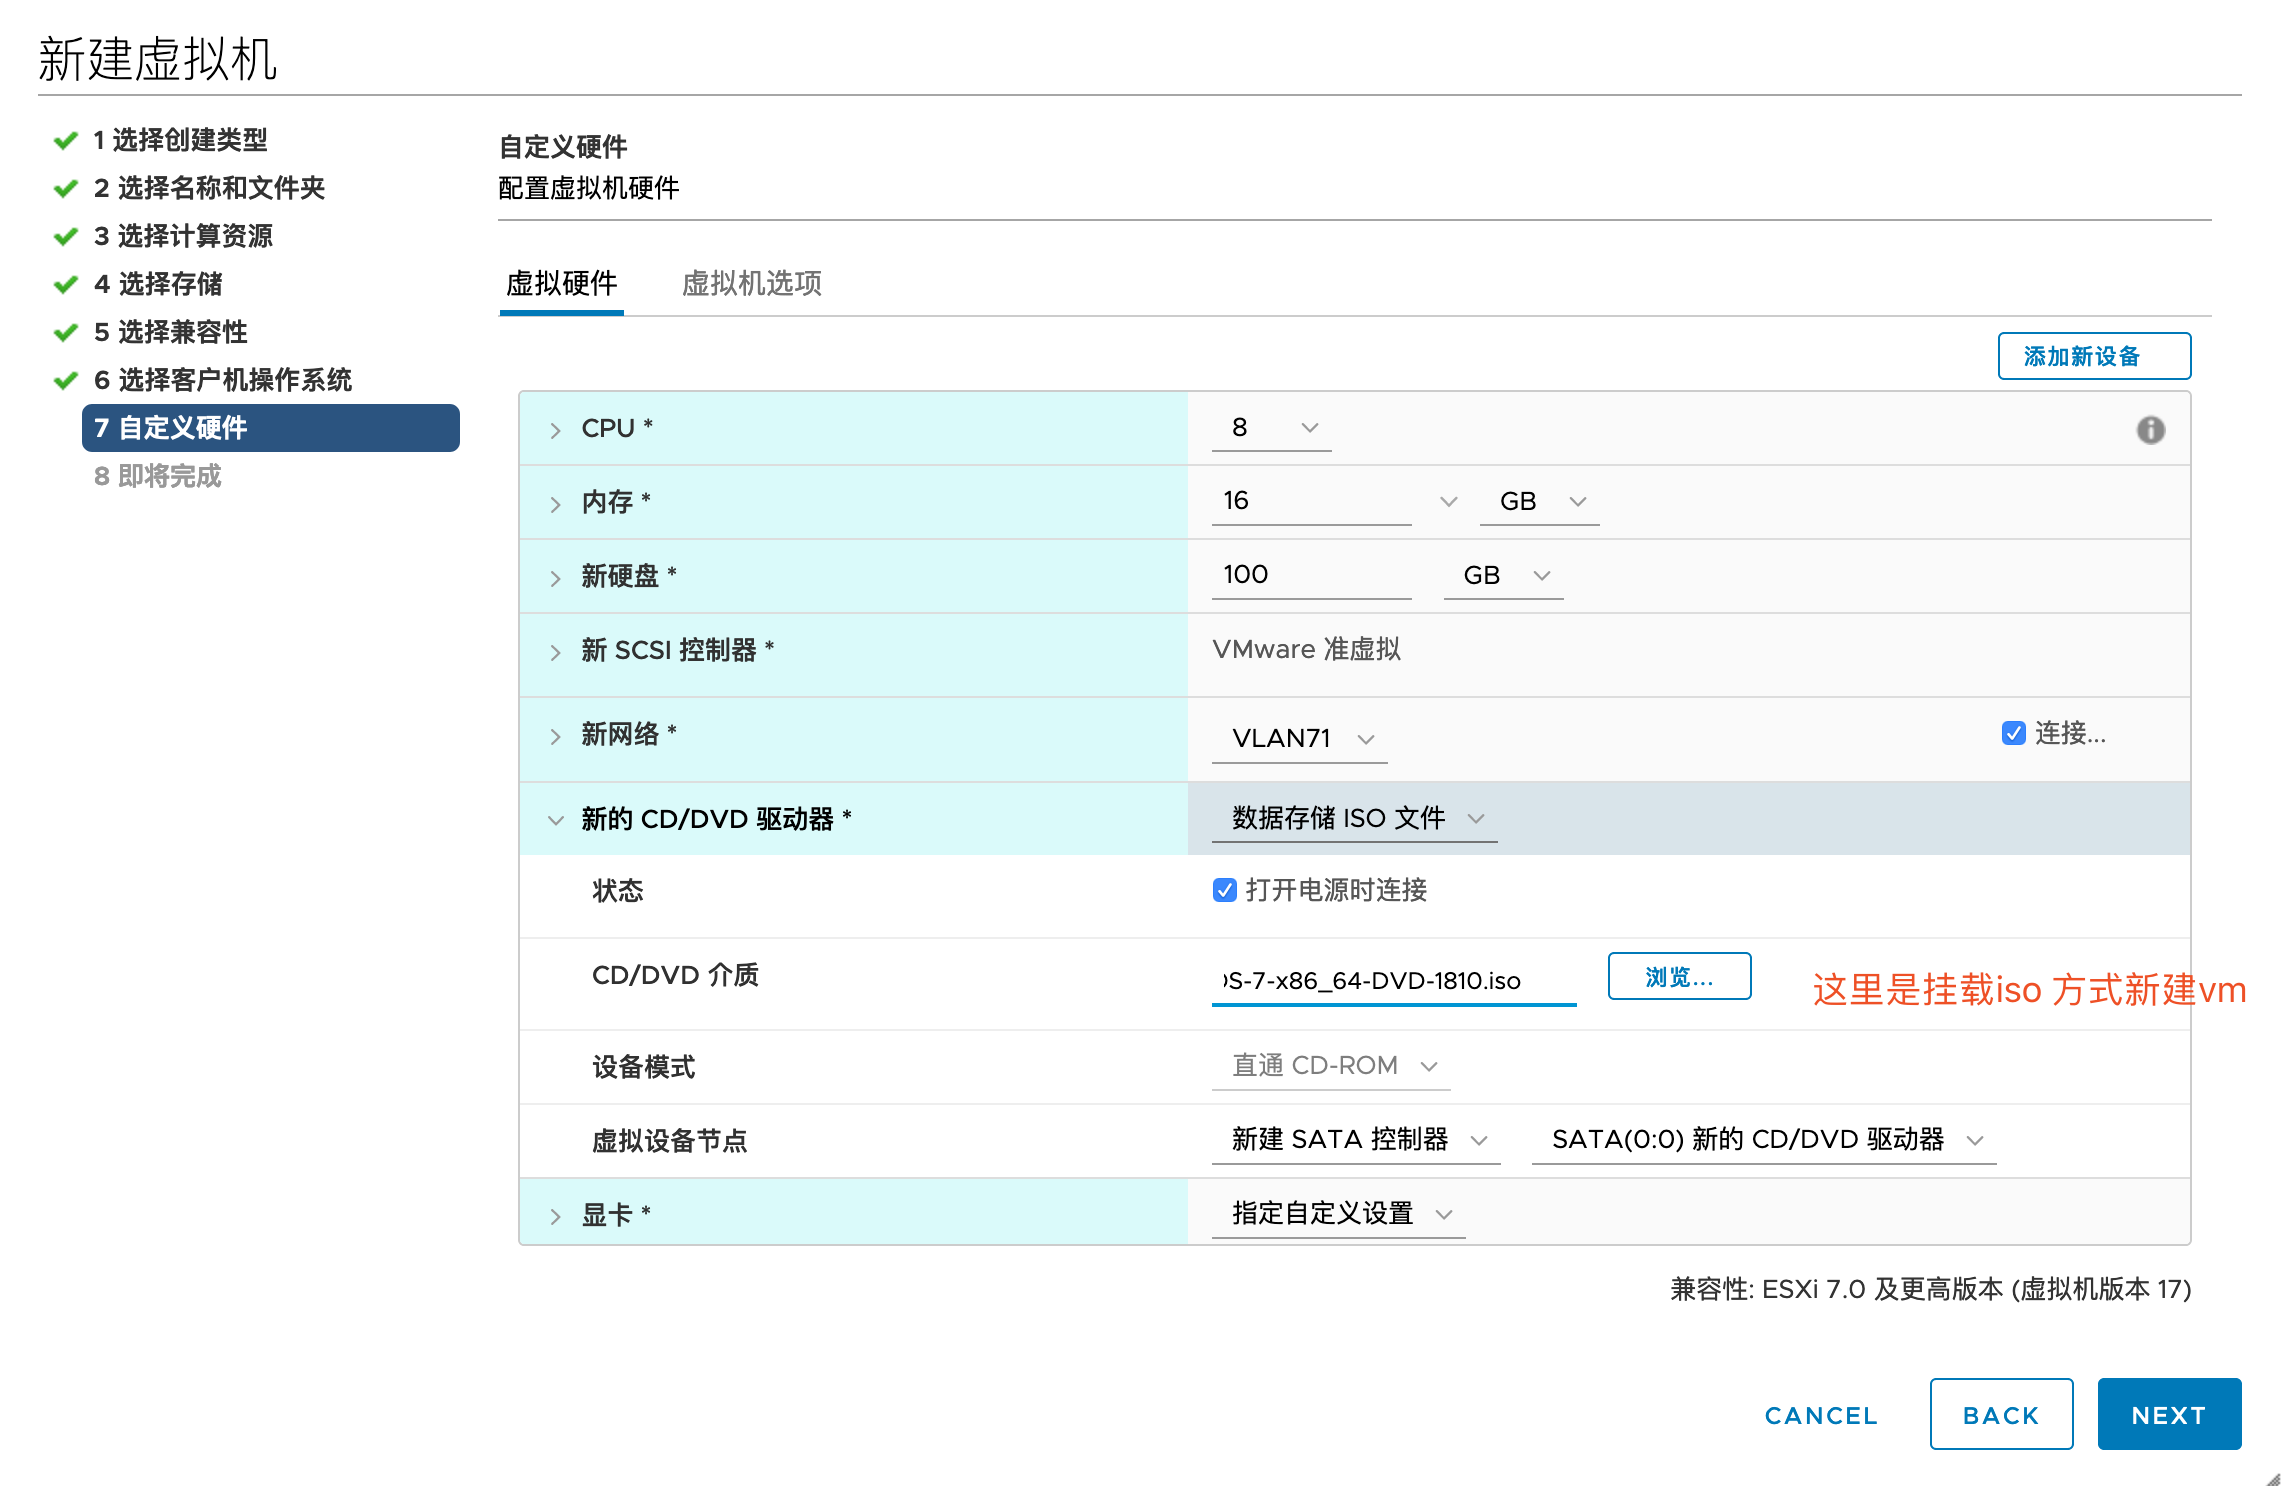 新建虚拟机
1 选择创建类型
2 选择名称和文件夹
3 选择计算资源
4 选择存储
5 选择兼容性
6 选择客户机操作系统
7 自定义硬件
8 即将完成
自定义硬件
配置虚拟机硬件
虚拟硬件 虚拟机选项
添加新设备
CPU * 8
内存 * 16 GB
新硬盘 * 100 GB
新 SCSI 控制器 * VMware 准虚拟
新网络 * VLAN71 连接...
新的 CD/DVD 驱动器 * 数据存储 ISO 文件
状态 打开电源时连接
CD/DVD 介质 S-7-x86_64-DVD-1810.iso 浏览... 这里是挂载iso 方式新建vm
设备模式 直通 CD-ROM
虚拟设备节点 新建 SATA 控制器 SATA(0:0) 新的 CD/DVD 驱动器
显卡 * 指定自定义设置
兼容性: ESXi 7.0 及更高版本 (虚拟机版本 17)
CANCEL BACK NEXT